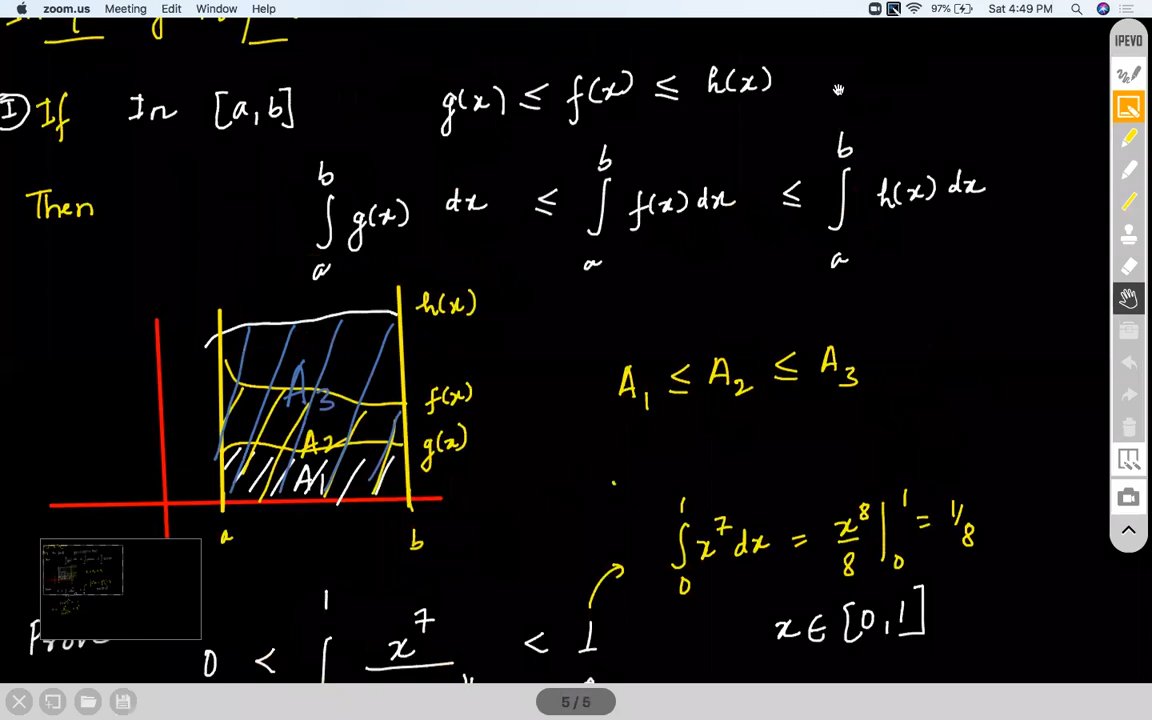 zoom.us Meeting Edit Window Help 97% Sat 4:49 PM
IPEVO
I If In [a,b] g(x) ≤ f(x) ≤ h(x)
Then ∫_a^b g(x) dx ≤ ∫_a^b f(x) dx ≤ ∫_a^b h(x) dx
h(x)
A3 f(x)
A2 g(x)
A1
a b
A1 ≤ A2 ≤ A3
∫_0^1 x^7 dx = x^8/8 |_0^1 = 1/8
x ∈ [0,1]
Prove 0 < ∫^1 x^7 < 1
5 / 5